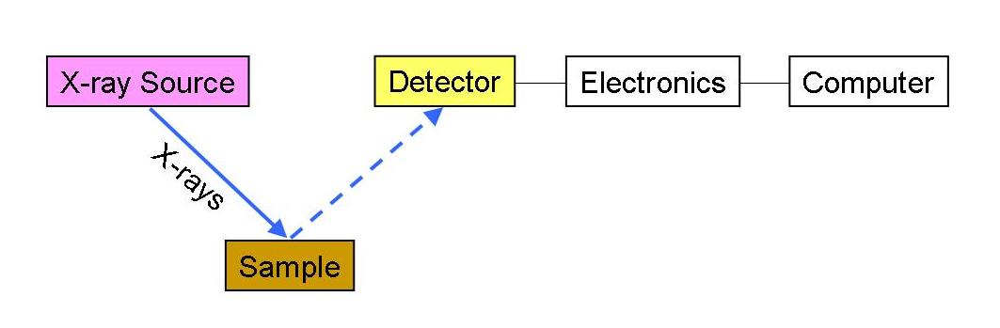 X-ray Source
Detector
Electronics
Computer
X-rays
Sample